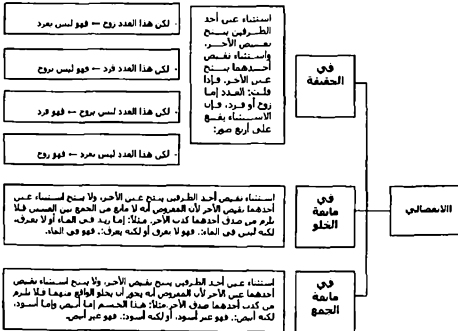 الانفصالي
في
الحقيقة
استثناء عين أحد
الطرفين ينتج
نقيض الآخر،
واستثناء نقيض
أحدهما ينتج
عين الآخر، فإذا
قلت: العدد إما
زوج أو فرد، فإن
الاستثناء يقع
على أربع صور:
لكن هذا العدد زوج ← فهو ليس بفرد
لكن هذا العدد فرد ← فهو ليس بزوج
لكن هذا العدد ليس بزوج ← فهو فرد
لكن هذا العدد ليس بفرد ← فهو زوج
في
مانعة
الخلو
استثناء نقيض أحد الطرفين ينتج عين الآخر، ولا ينتج استثناء عين
أحدهما نقيض الآخر لأن المفروض أنه لا مانع من الجمع بين العينين فلا
يلزم من صدق أحدهما كذب الآخر. مثلا: إما زيد في الماء أو لا يغرق،
لكنه ليس في الماء∴ فهو لا يغرق أو لكنه يغرق∴ فهو في الماء.
في
مانعة
الجمع
استثناء عين أحد الطرفين ينتج نقيض الآخر، ولا ينتج استثناء نقيض
أحدهما عين الآخر لأن المفروض أنه يجوز أن يخلو الواقع منهما فلا يلزم
من كذب أحدهما صدق الآخر. مثلا: هذا الجسم إما أبيض وإما أسود،
لكنه أبيض∴ فهو غير أسود، أو لكنه أسود∴ فهو غير أبيض.